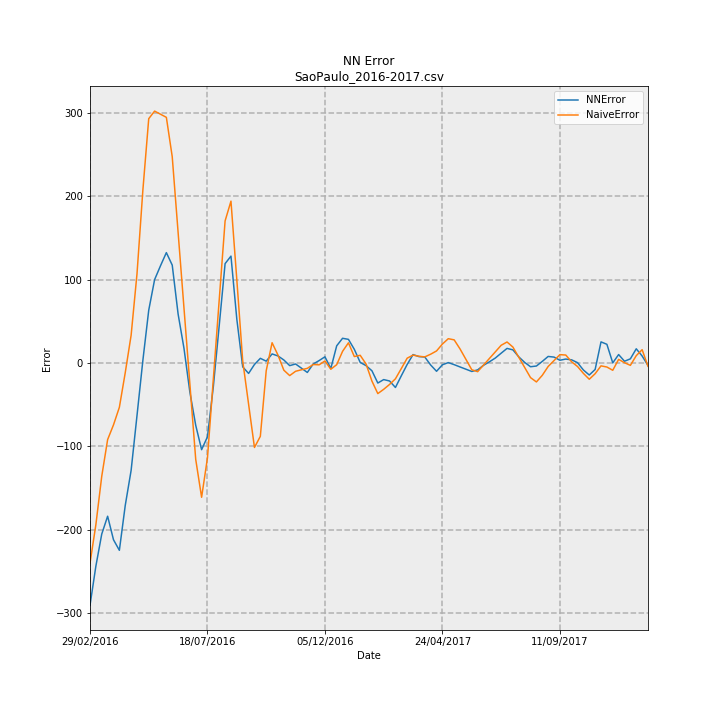 NN Error
SaoPaulo_2016-2017.csv
NNError
NaiveError
300
200
100
0
−100
−200
−300
Error
29/02/2016
18/07/2016
05/12/2016
24/04/2017
11/09/2017
Date